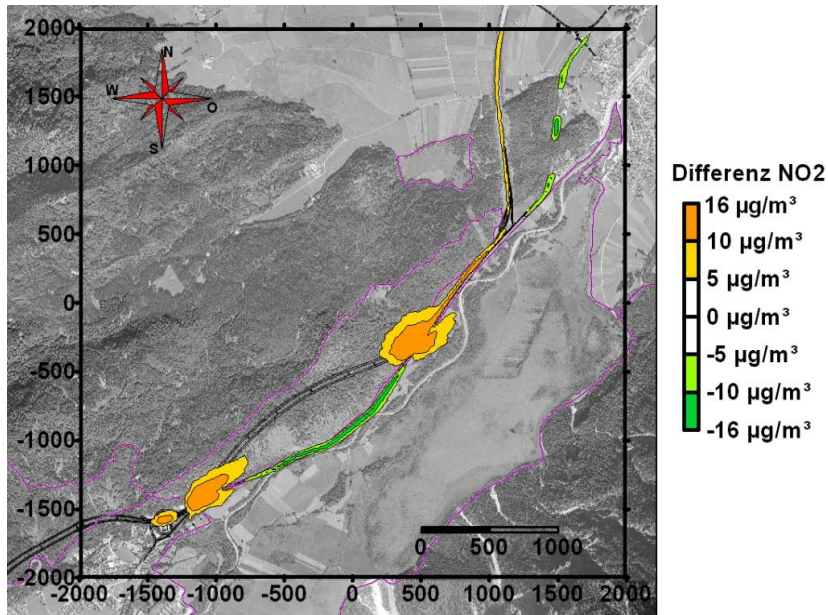 2000
1500
1000
500
0
-500
-1000
-1500
-2000
N
W
O
S
0
500
1000
-2000 -1500 -1000 -500 0 500 1000 1500 2000
Differenz NO2
16 µg/m³
10 µg/m³
5 µg/m³
0 µg/m³
-5 µg/m³
-10 µg/m³
-16 µg/m³